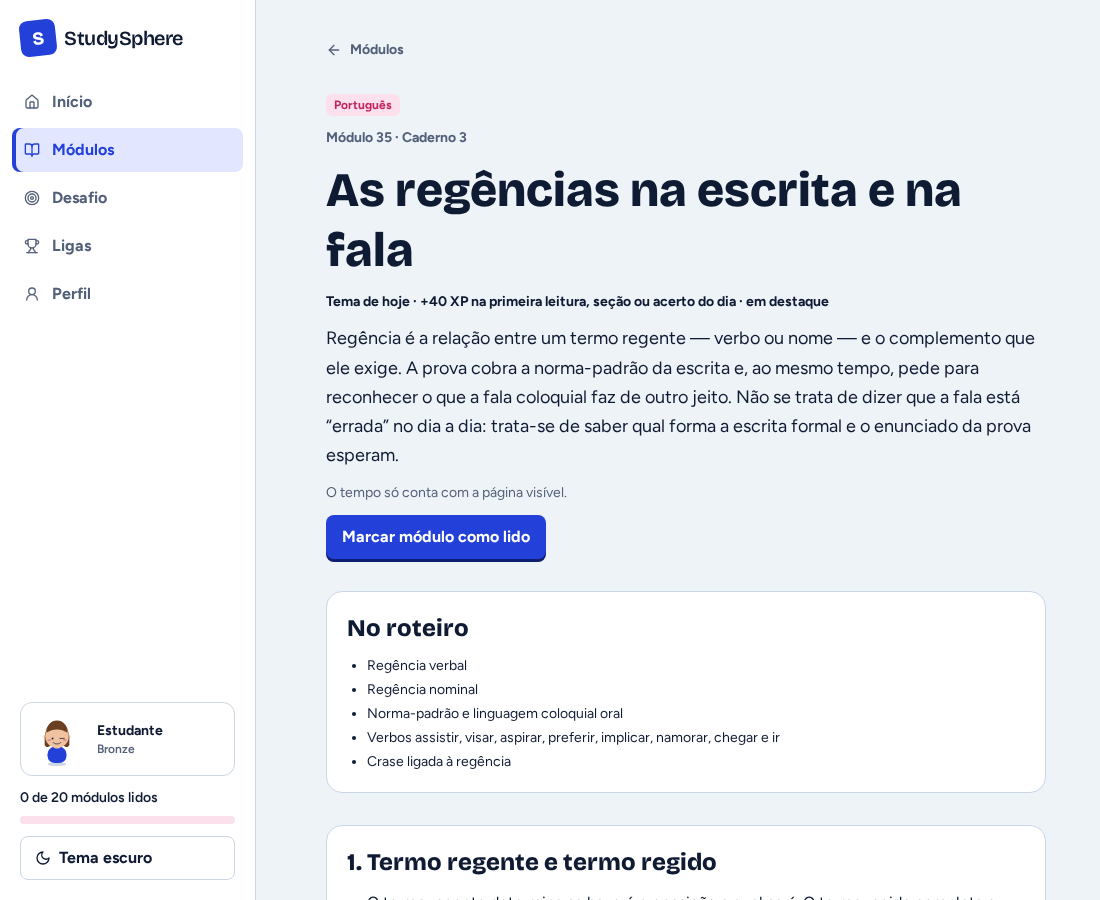 S StudySphere
Início
Módulos
Desafio
Ligas
Perfil
Estudante
Bronze
0 de 20 módulos lidos
Tema escuro
Módulos
Português
Módulo 35 · Caderno 3
As regências na escrita e na
fala
Tema de hoje · +40 XP na primeira leitura, seção ou acerto do dia · em destaque
Regência é a relação entre um termo regente — verbo ou nome — e o complemento que
ele exige. A prova cobra a norma-padrão da escrita e, ao mesmo tempo, pede para
reconhecer o que a fala coloquial faz de outro jeito. Não se trata de dizer que a fala está
“errada” no dia a dia: trata-se de saber qual forma a escrita formal e o enunciado da prova
esperam.
O tempo só conta com a página visível.
Marcar módulo como lido
No roteiro
• Regência verbal
• Regência nominal
• Norma-padrão e linguagem coloquial oral
• Verbos assistir, visar, aspirar, preferir, implicar, namorar, chegar e ir
• Crase ligada à regência
1. Termo regente e termo regido